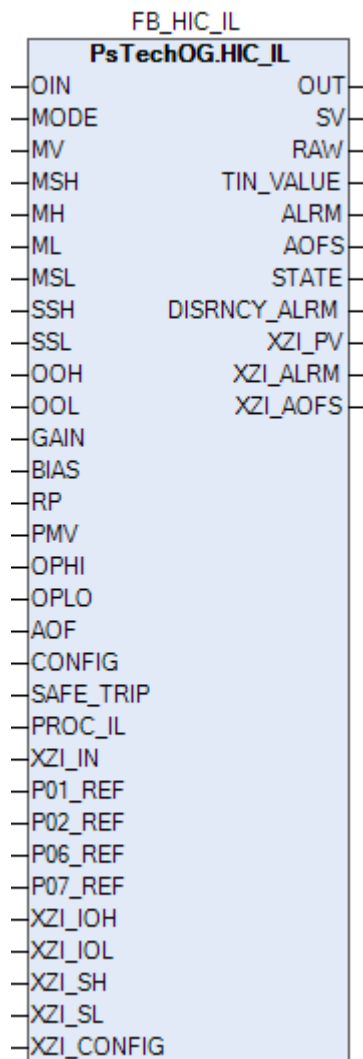 FB_HIC_IL
PsTechOG.HIC_IL
OIN OUT
MODE SV
MV RAW
MSH TIN_VALUE
MH ALRM
ML AOFS
MSL STATE
SSH DISRNCY_ALRM
SSL XZI_PV
OOH XZI_ALRM
OOL XZI_AOFS
GAIN
BIAS
RP
PMV
OPHI
OPLO
AOF
CONFIG
SAFE_TRIP
PROC_IL
XZI_IN
P01_REF
P02_REF
P06_REF
P07_REF
XZI_IOH
XZI_IOL
XZI_SH
XZI_SL
XZI_CONFIG